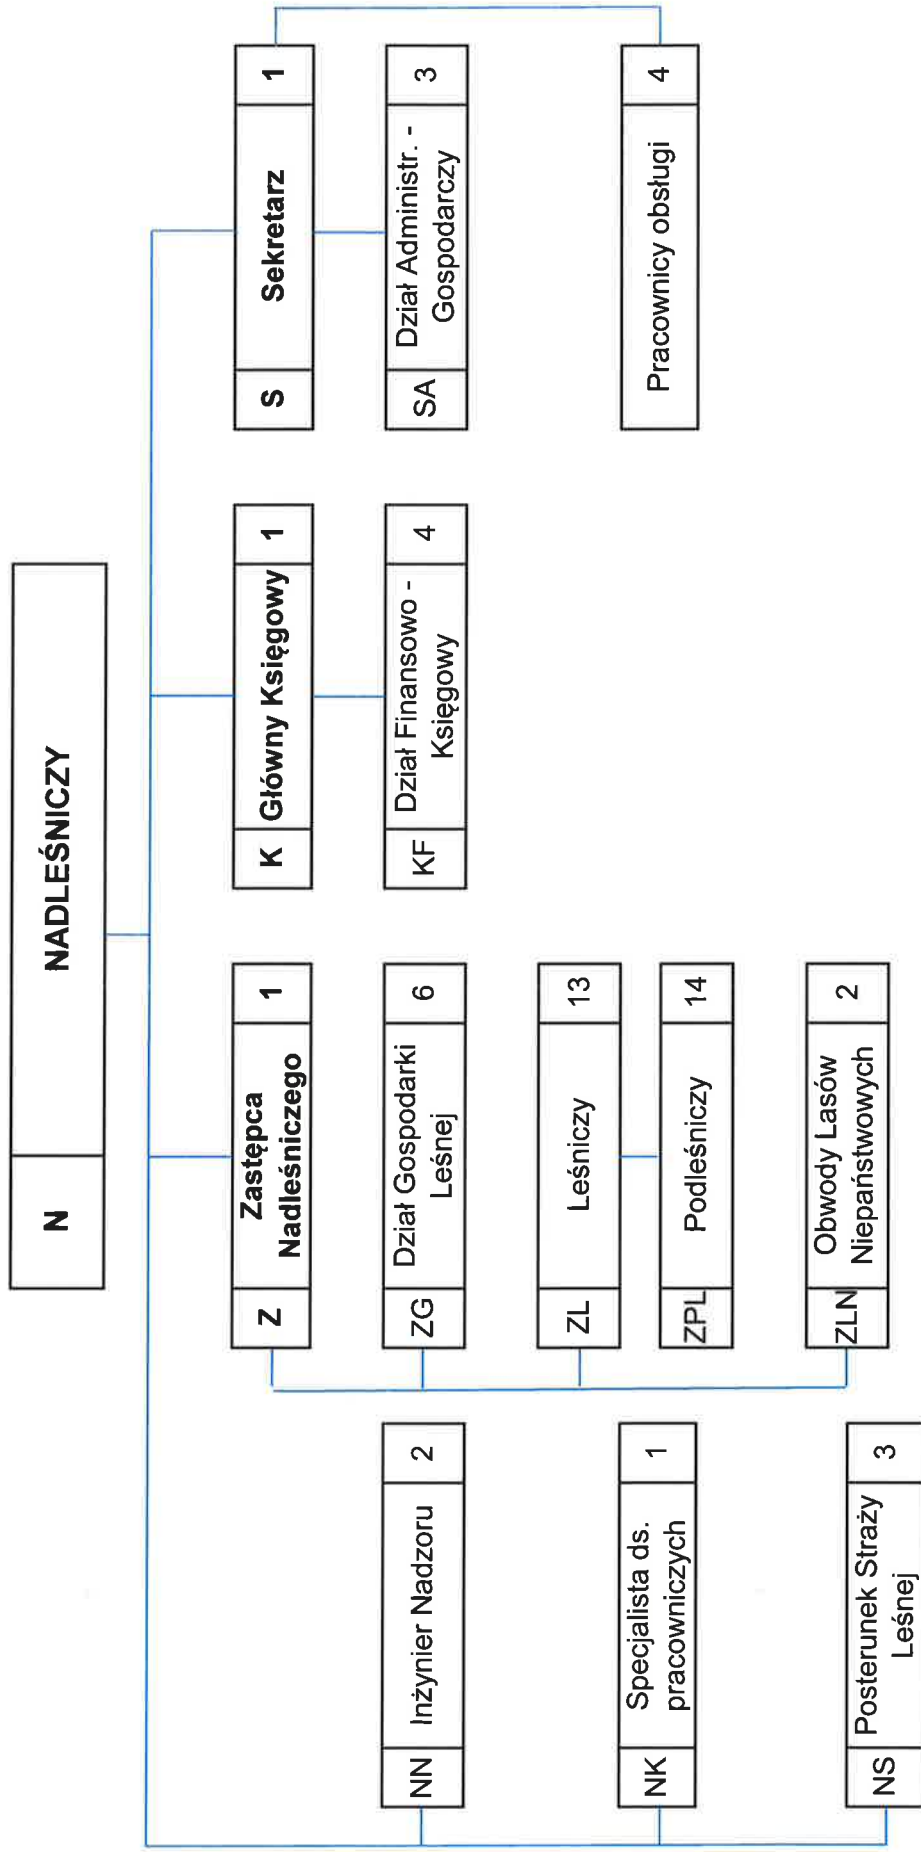 N NADLEŚNICZY
NN Inżynier Nadzoru 2
NK Specjalista ds. 1
pracowniczych
NS Posterunek Straży 3
Leśnej
Z Zastępca 1
Nadleśniczego
ZG Dział Gospodarki 6
Leśnej
ZL Leśniczy 13
ZPL Podleśniczy 14
ZLN Obwody Lasów 2
Niepaństwowych
K Główny Księgowy 1
KF Dział Finansowo - 4
Księgowy
S Sekretarz 1
SA Dział Administr. - 3
Gospodarczy
Pracownicy obsługi 4